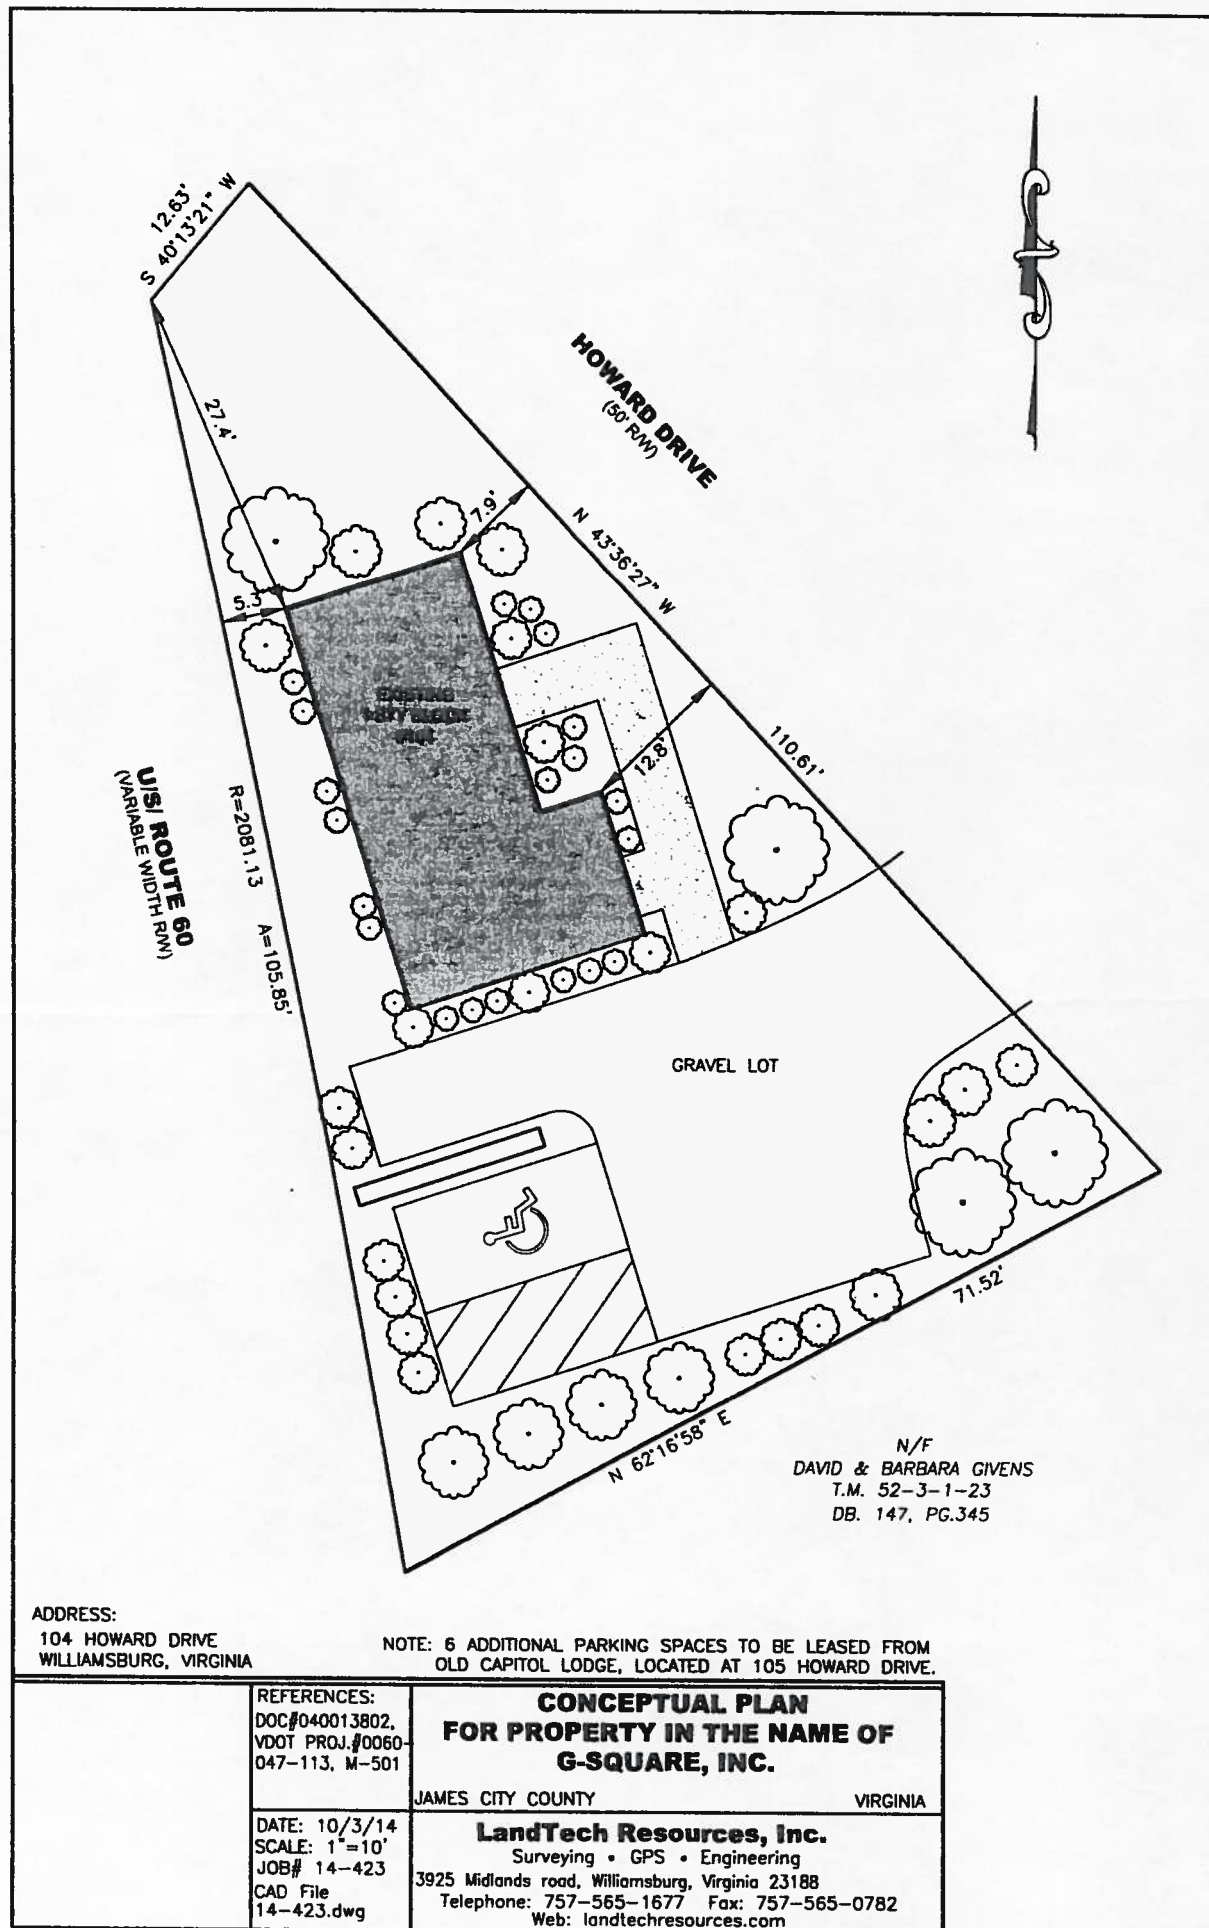 12.63'
S 40°13'21" W
27.4'
HOWARD DRIVE
(50' R/W)
7.9'
N 43°36'27" W
5.3'
EXISTING
12.8'
110.61'
U/S/ ROUTE 60
(VARIABLE WIDTH R/W)
R=2081.13 A=105.85'
GRAVEL LOT
71.52'
N 62°16'58" E
N/F
DAVID & BARBARA GIVENS
T.M. 52-3-1-23
DB. 147, PG.345
ADDRESS:
104 HOWARD DRIVE
WILLIAMSBURG, VIRGINIA
NOTE: 6 ADDITIONAL PARKING SPACES TO BE LEASED FROM
OLD CAPITOL LODGE, LOCATED AT 105 HOWARD DRIVE.
REFERENCES:
DOC#040013802,
VDOT PROJ.#0060-
047-113, M-501
CONCEPTUAL PLAN
FOR PROPERTY IN THE NAME OF
G-SQUARE, INC.
JAMES CITY COUNTY VIRGINIA
DATE: 10/3/14
SCALE: 1"=10'
JOB# 14-423
CAD File
14-423.dwg
LandTech Resources, Inc.
Surveying • GPS • Engineering
3925 Midlands road, Williamsburg, Virginia 23188
Telephone: 757-565-1677 Fax: 757-565-0782
Web: landtechresources.com